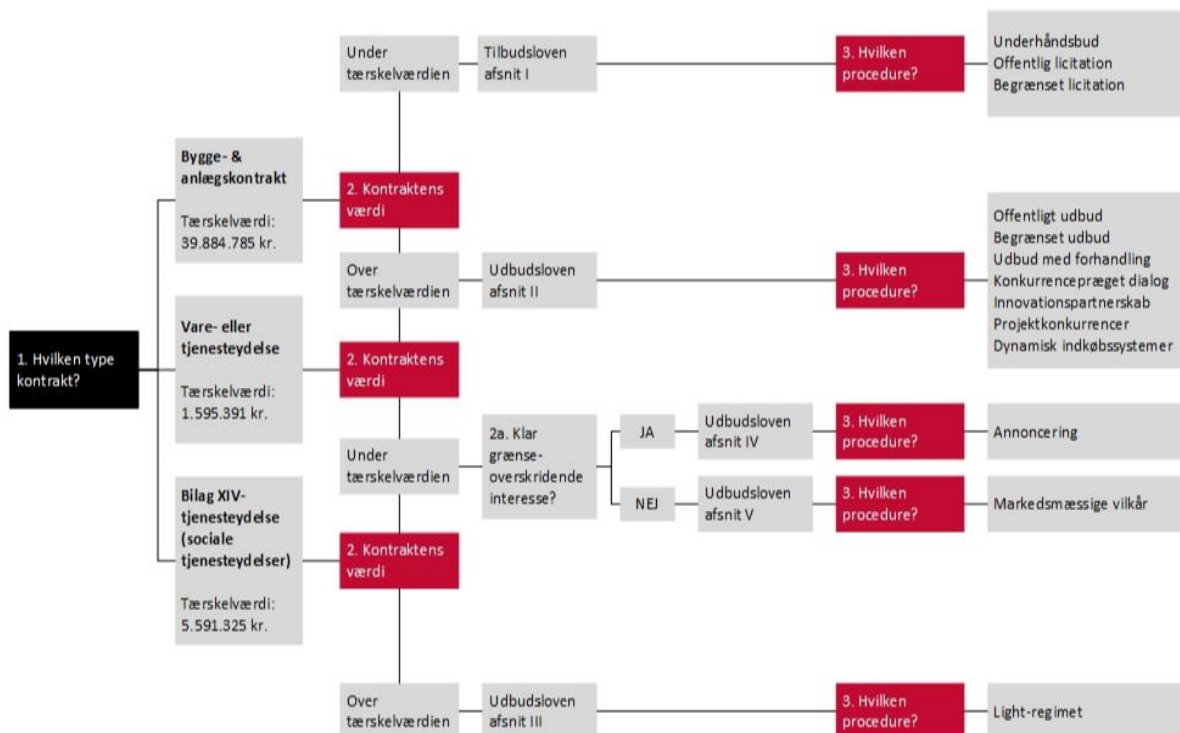 1. Hvilken type
kontrakt?
Bygge- &
anlægskontrakt
Tærskelværdi:
39.884.785 kr.
Vare- eller
tjenesteydelse
Tærskelværdi:
1.595.391 kr.
Bilag XIV-
tjenesteydelse
(sociale
tjenesteydelser)
Tærskelværdi:
5.591.325 kr.
Under
tærskelværdien
2. Kontraktens
værdi
Over
tærskelværdien
2. Kontraktens
værdi
Under
tærskelværdien
2. Kontraktens
værdi
Over
tærskelværdien
Tilbudsloven
afsnit I
Udbudsloven
afsnit II
2a. Klar
grænse-
overskridende
interesse?
JA
NEJ
Udbudsloven
afsnit IV
Udbudsloven
afsnit V
Udbudsloven
afsnit III
3. Hvilken
procedure?
Underhåndsbud
Offentlig licitation
Begrænset licitation
3. Hvilken
procedure?
Offentligt udbud
Begrænset udbud
Udbud med forhandling
Konkurrencepræget dialog
Innovationspartnerskab
Projektkonkurrencer
Dynamisk indkøbssystemer
3. Hvilken
procedure?
Annoncering
3. Hvilken
procedure?
Markedsmæssige vilkår
3. Hvilken
procedure?
Light-regimet